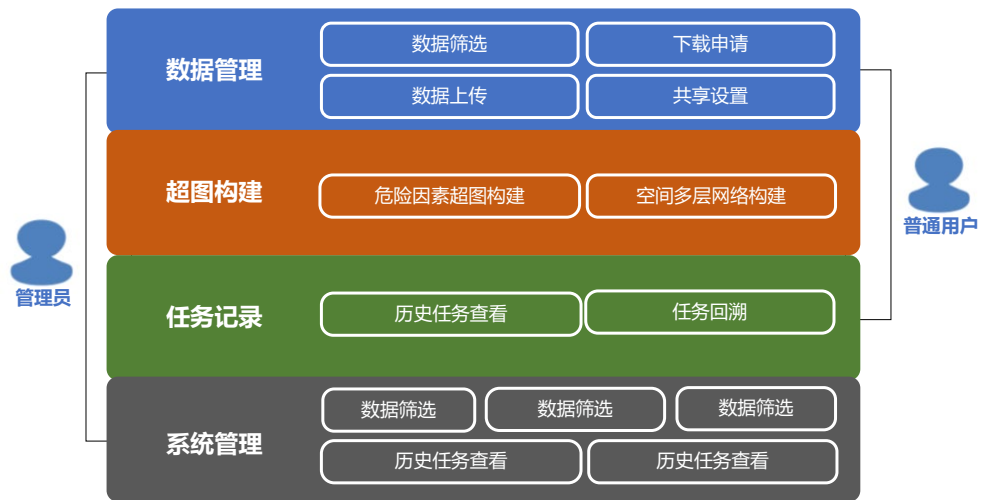 数据管理
数据筛选
下载申请
数据上传
共享设置
超图构建
危险因素超图构建
空间多层网络构建
普通用户
管理员
任务记录
历史任务查看
任务回溯
系统管理
数据筛选
数据筛选
数据筛选
历史任务查看
历史任务查看